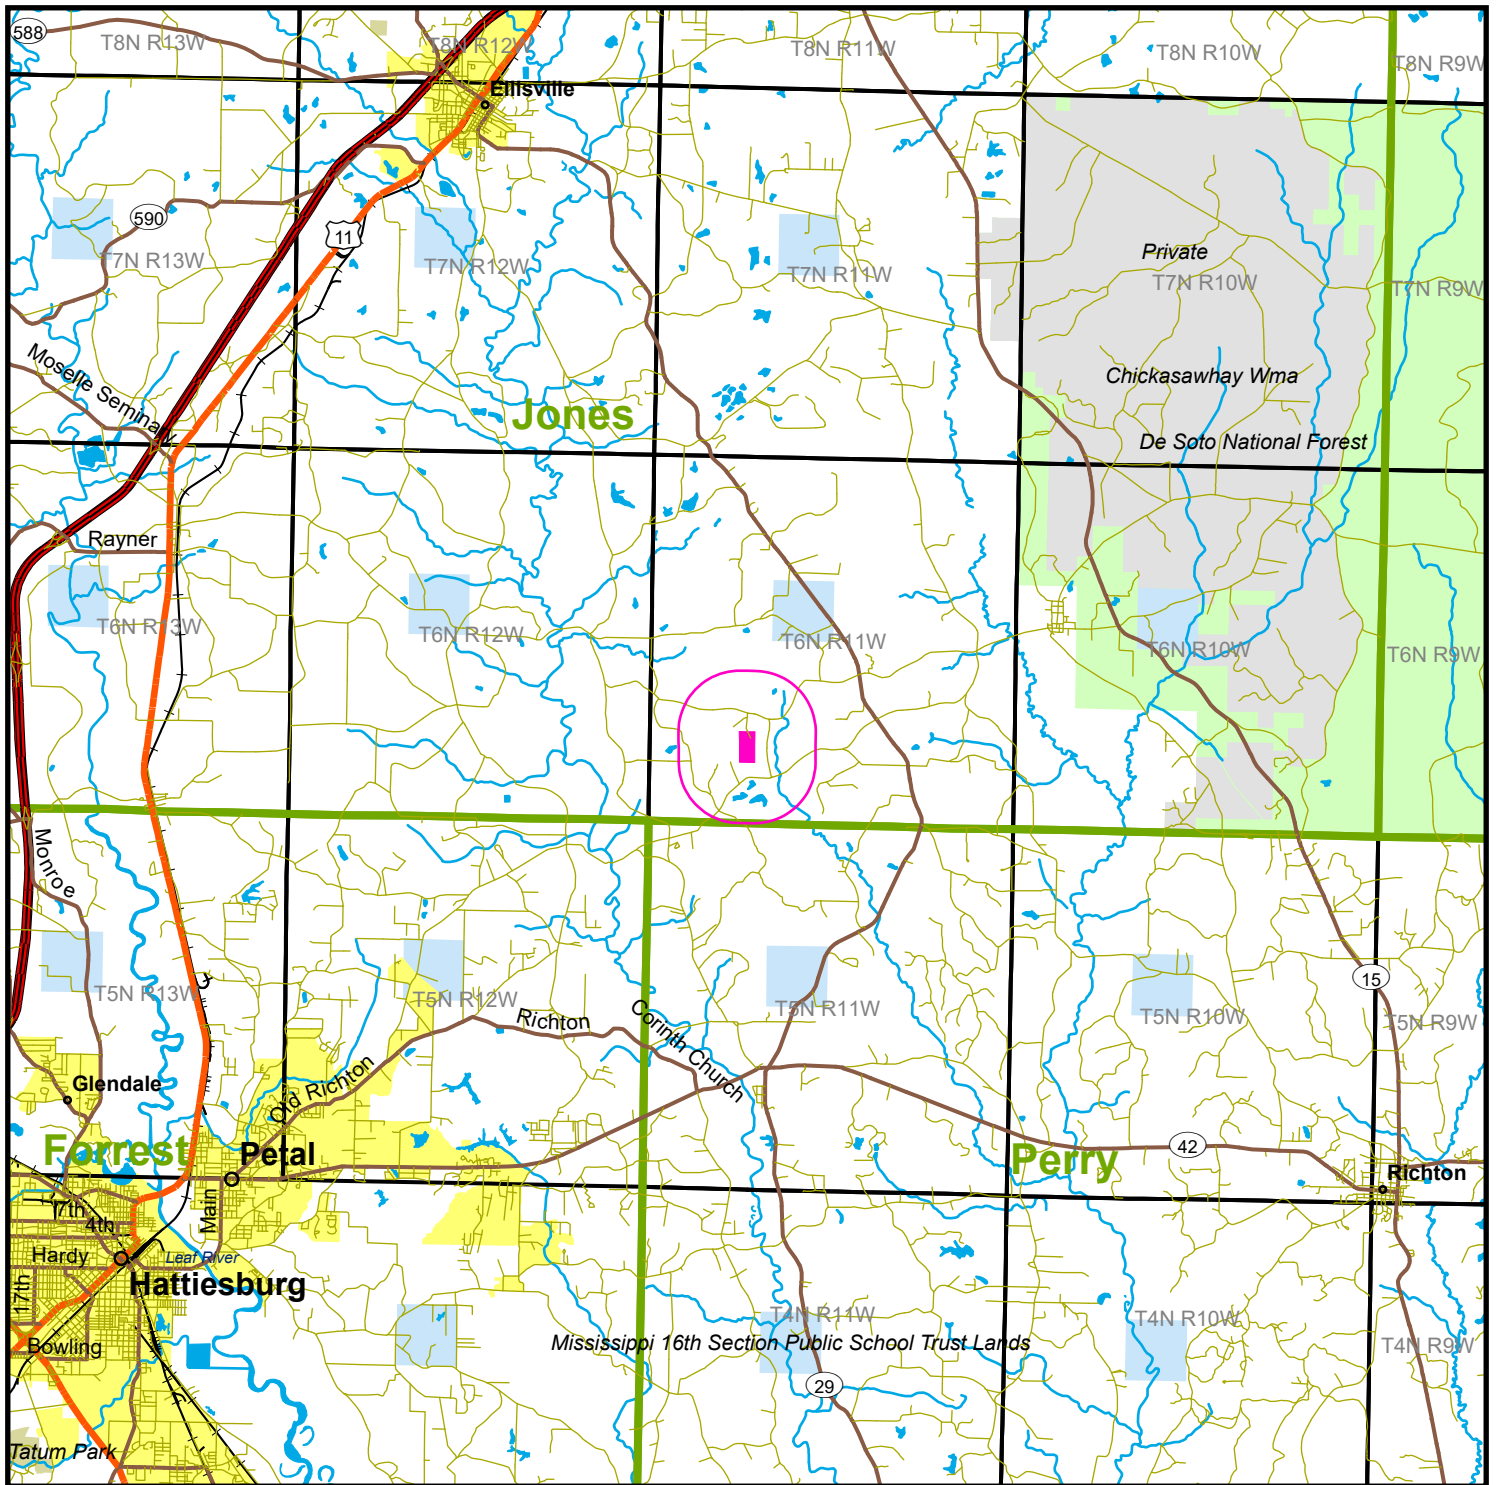 588
T8N R13W
T8N R12W
T8N R11W
T8N R10W
T8N R9W
Ellisville
590
11
T7N R13W
T7N R12W
T7N R11W
Private
T7N R10W
T7N R9W
Moselle Seminary
Jones
Chickasawhay Wma
De Soto National Forest
Rayner
T6N R13W
T6N R12W
T6N R11W
T6N R10W
T6N R9W
Monroe
T5N R13W
T5N R12W
T5N R11W
T5N R10W
T5N R9W
15
Richton
Corinth Church
Old Richton
Glendale
Forrest
Petal
Perry
42
Richton
Main
7th
4th
Hardy
Leaf River
Hattiesburg
17th
Bowling
T4N R11W
T4N R10W
T4N R9W
Mississippi 16th Section Public School Trust Lands
29
Tatum Park